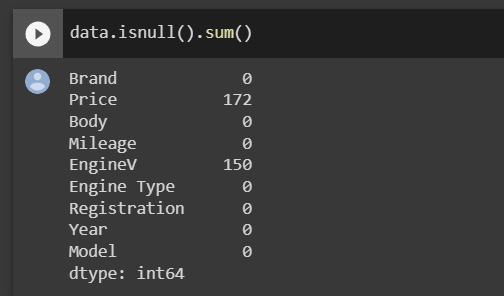 data.isnull().sum()
Brand 0
Price 172
Body 0
Mileage 0
EngineV 150
Engine Type 0
Registration 0
Year 0
Model 0
dtype: int64